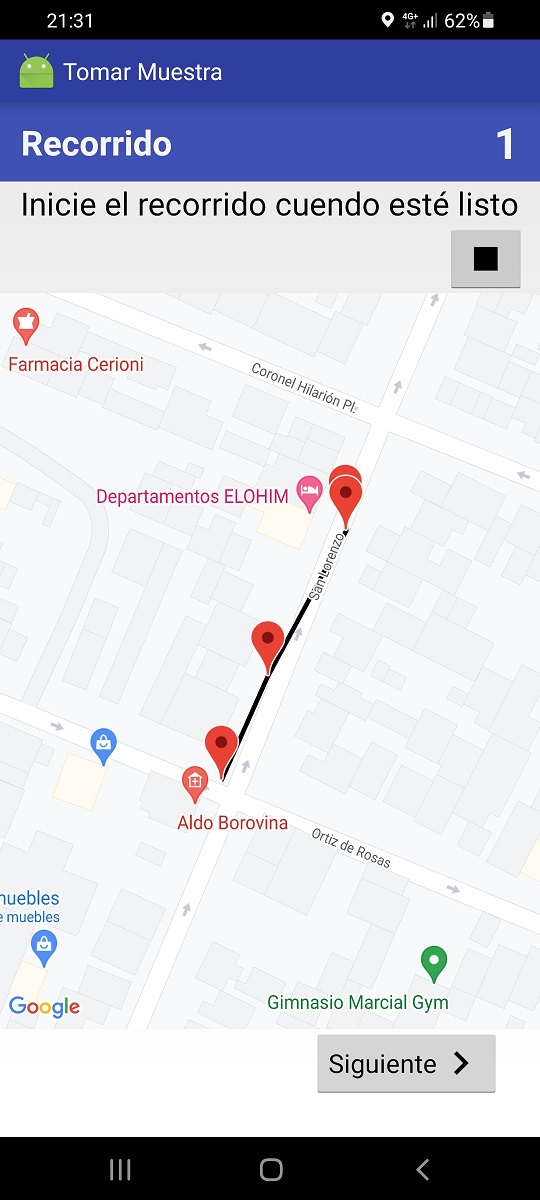 21:31
4G+
62%
Tomar Muestra
Recorrido
1
Inicie el recorrido cuendo esté listo
Farmacia Cerioni
Coronel Hilarión Pl.
Departamentos ELOHIM
San Lorenzo
Aldo Borovina
Ortiz de Rosas
muebles
e muebles
Google
Gimnasio Marcial Gym
Siguiente